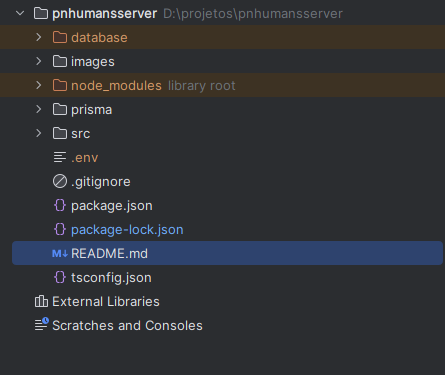 pnhumansserver D:\projetos\pnhumansserver
database
images
node_modules library root
prisma
src
.env
.gitignore
package.json
package-lock.json
README.md
tsconfig.json
External Libraries
Scratches and Consoles